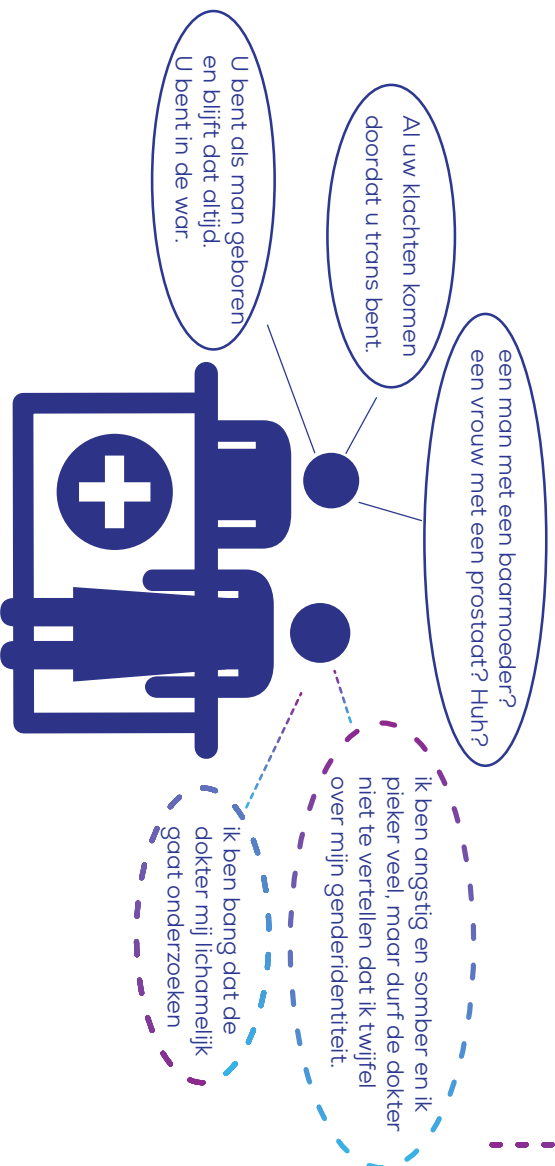 een man met een baarmoeder?
een vrouw met een prostaat? Huh?
Al uw klachten komen
doordat u trans bent.
U bent als man geboren
en blijft dat altijd.
U bent in de war.
ik ben angstig en somber en ik
pieker veel, maar durf de dokter
niet te vertellen dat ik twijfel
over mijn genderidentiteit.
ik ben bang dat de
dokter mij lichamelijk
gaat onderzoeken